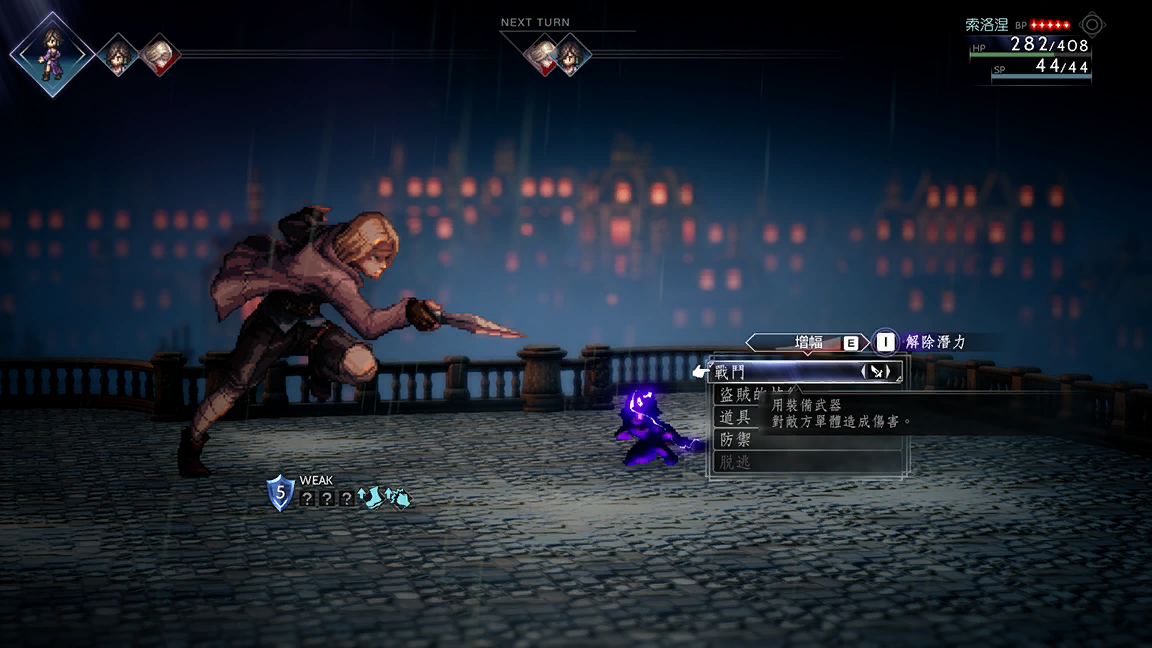 NEXT TURN
索洛涅 BP
HP 282/408
SP 44/44
增幅 E I 解除潛力
戰鬥
盜賊的
用裝備武器
道具
對敵方單體造成傷害。
防禦
脫逃
WEAK
5 ? ? ?